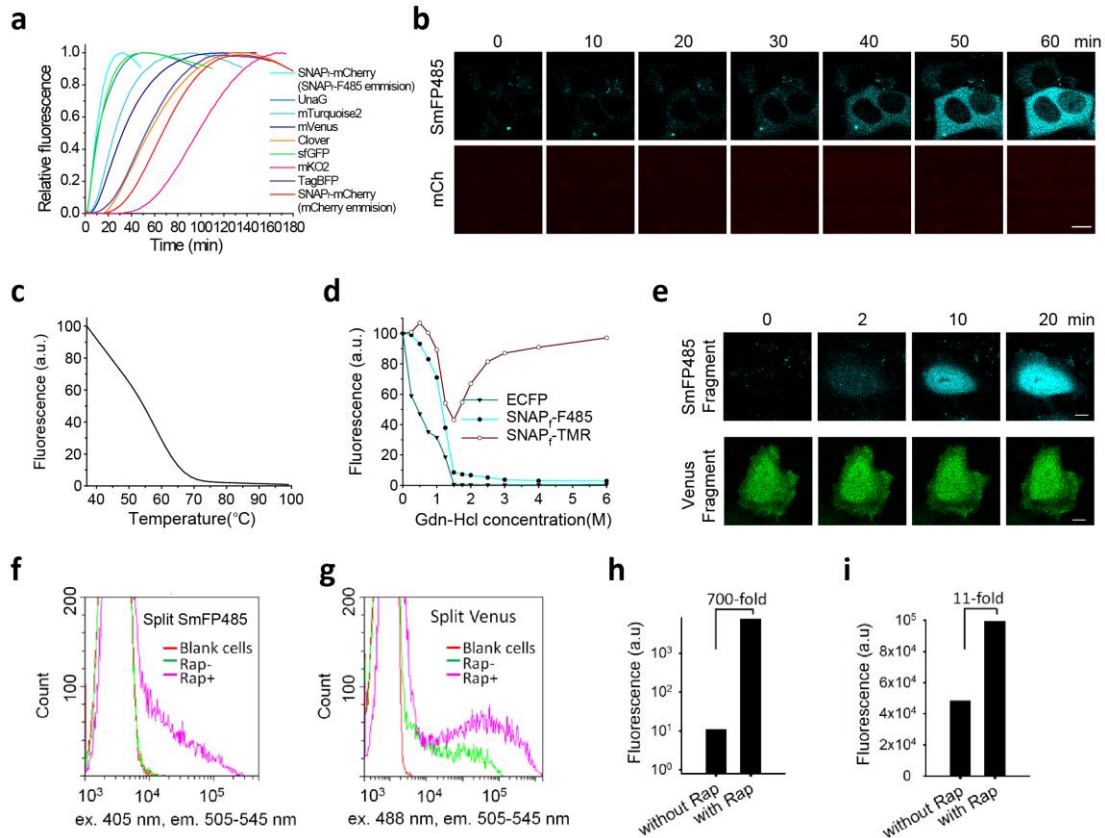 a
Relative fluorescence
1.0
0.8
0.6
0.4
0.2
0.0
0 20 40 60 80 100 120 140 160 180
Time (min)
SNAPf-mCherry
(SNAPf-F485 emmision)
UnaG
mTurquoise2
mVenus
Clover
sfGFP
mKO2
TagBFP
SNAPf-mCherry
(mCherry emmision)
b
0 10 20 30 40 50 60 min
SmFP485
mCh
c
Fluorescence (a.u.)
100
80
60
40
20
0
40 50 60 70 80 90 100
Temperature(°C)
d
Fluorescence (a.u.)
100
80
60
40
20
0
0 1 2 3 4 5 6
Gdn-Hcl concentration(M)
ECFP
SNAPf-F485
SNAPf-TMR
e
0 2 10 20 min
SmFP485
Fragment
Venus
Fragment
f
Count
200
100
Split SmFP485
Blank cells
Rap-
Rap+
10³ 10⁴ 10⁵
ex. 405 nm, em. 505-545 nm
g
Count
200
100
Split Venus
Blank cells
Rap-
Rap+
10³ 10⁴ 10⁵
ex. 488 nm, em. 505-545 nm
h
700-fold
Fluorescence (a.u)
10³
10²
10¹
10⁰
without Rap
with Rap
i
11-fold
Fluorescence (a.u)
10⁵
8x10⁴
6x10⁴
4x10⁴
2x10⁴
0
without Rap
with Rap